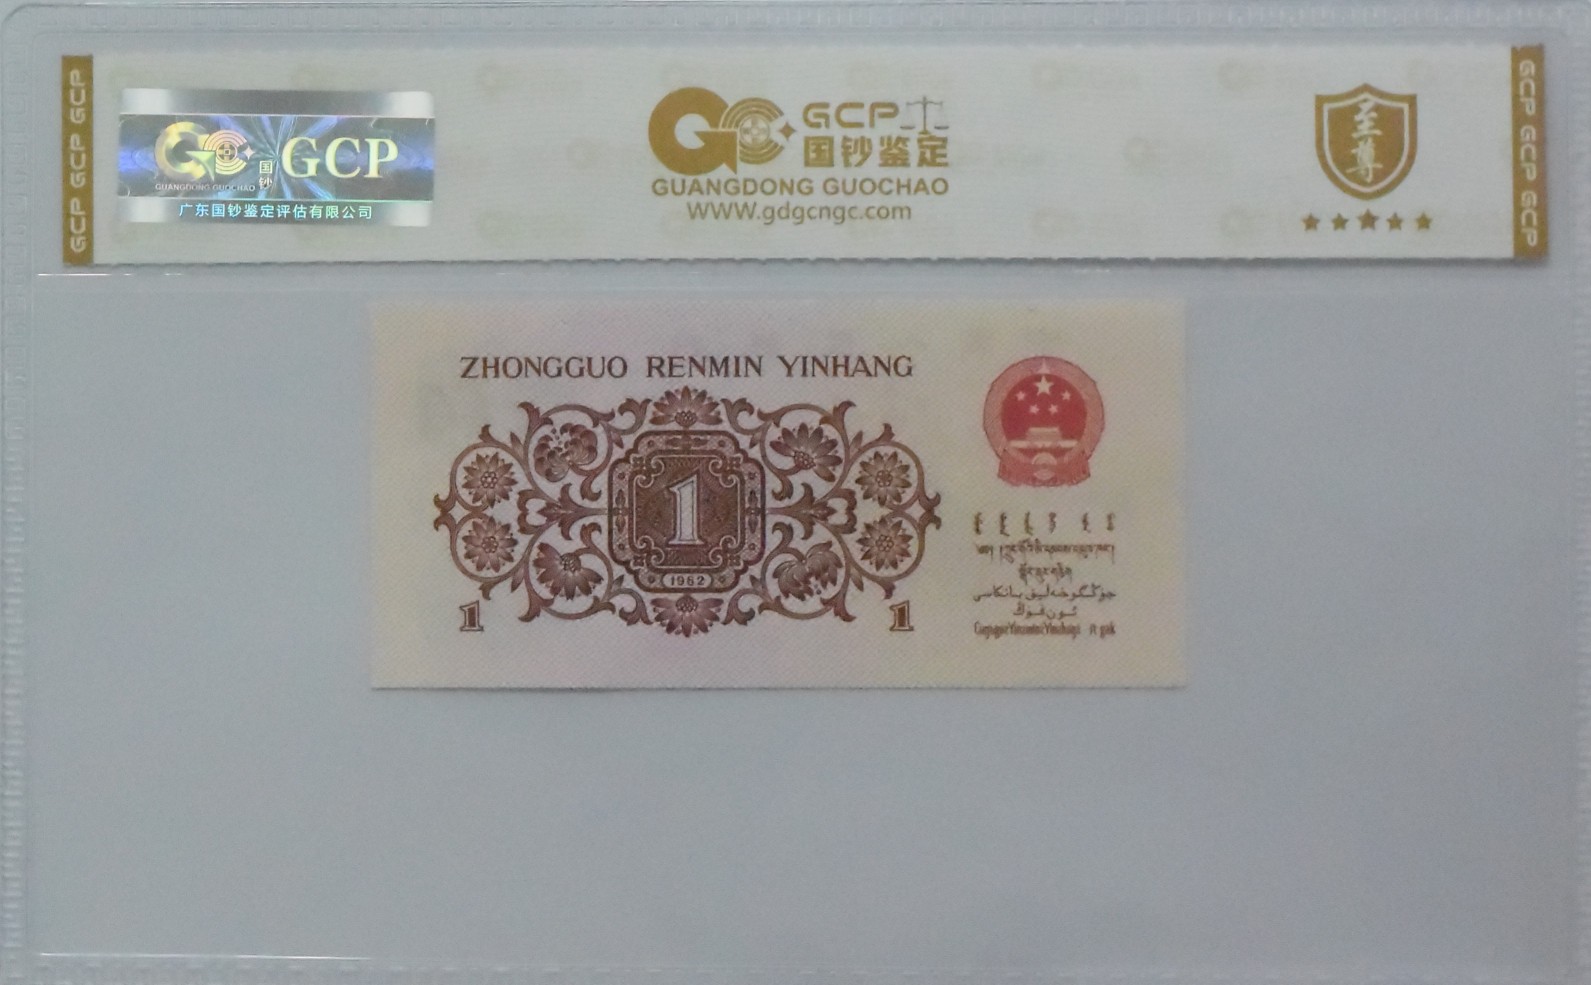 GCP GCP GCP
国钞
GCP
GUANGDONG GUOCHAO
广东国钞鉴定评估有限公司
GCP
国钞鉴定
GUANGDONG GUOCHAO
WWW.gdgcngc.com
至尊
GCP GCP GCP
ZHONGGUO RENMIN YINHANG
1
1962
1
1